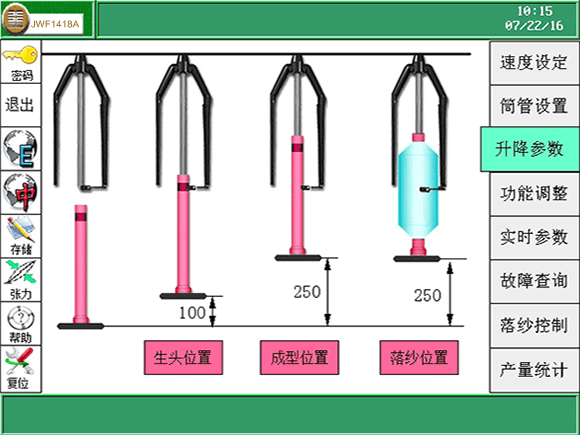 JWF1418A
10:15
07/22/16
密码
退出
E
中
存储
张力
帮助
复位
100
250
250
生头位置
成型位置
落纱位置
速度设定
筒管设置
升降参数
功能调整
实时参数
故障查询
落纱控制
产量统计